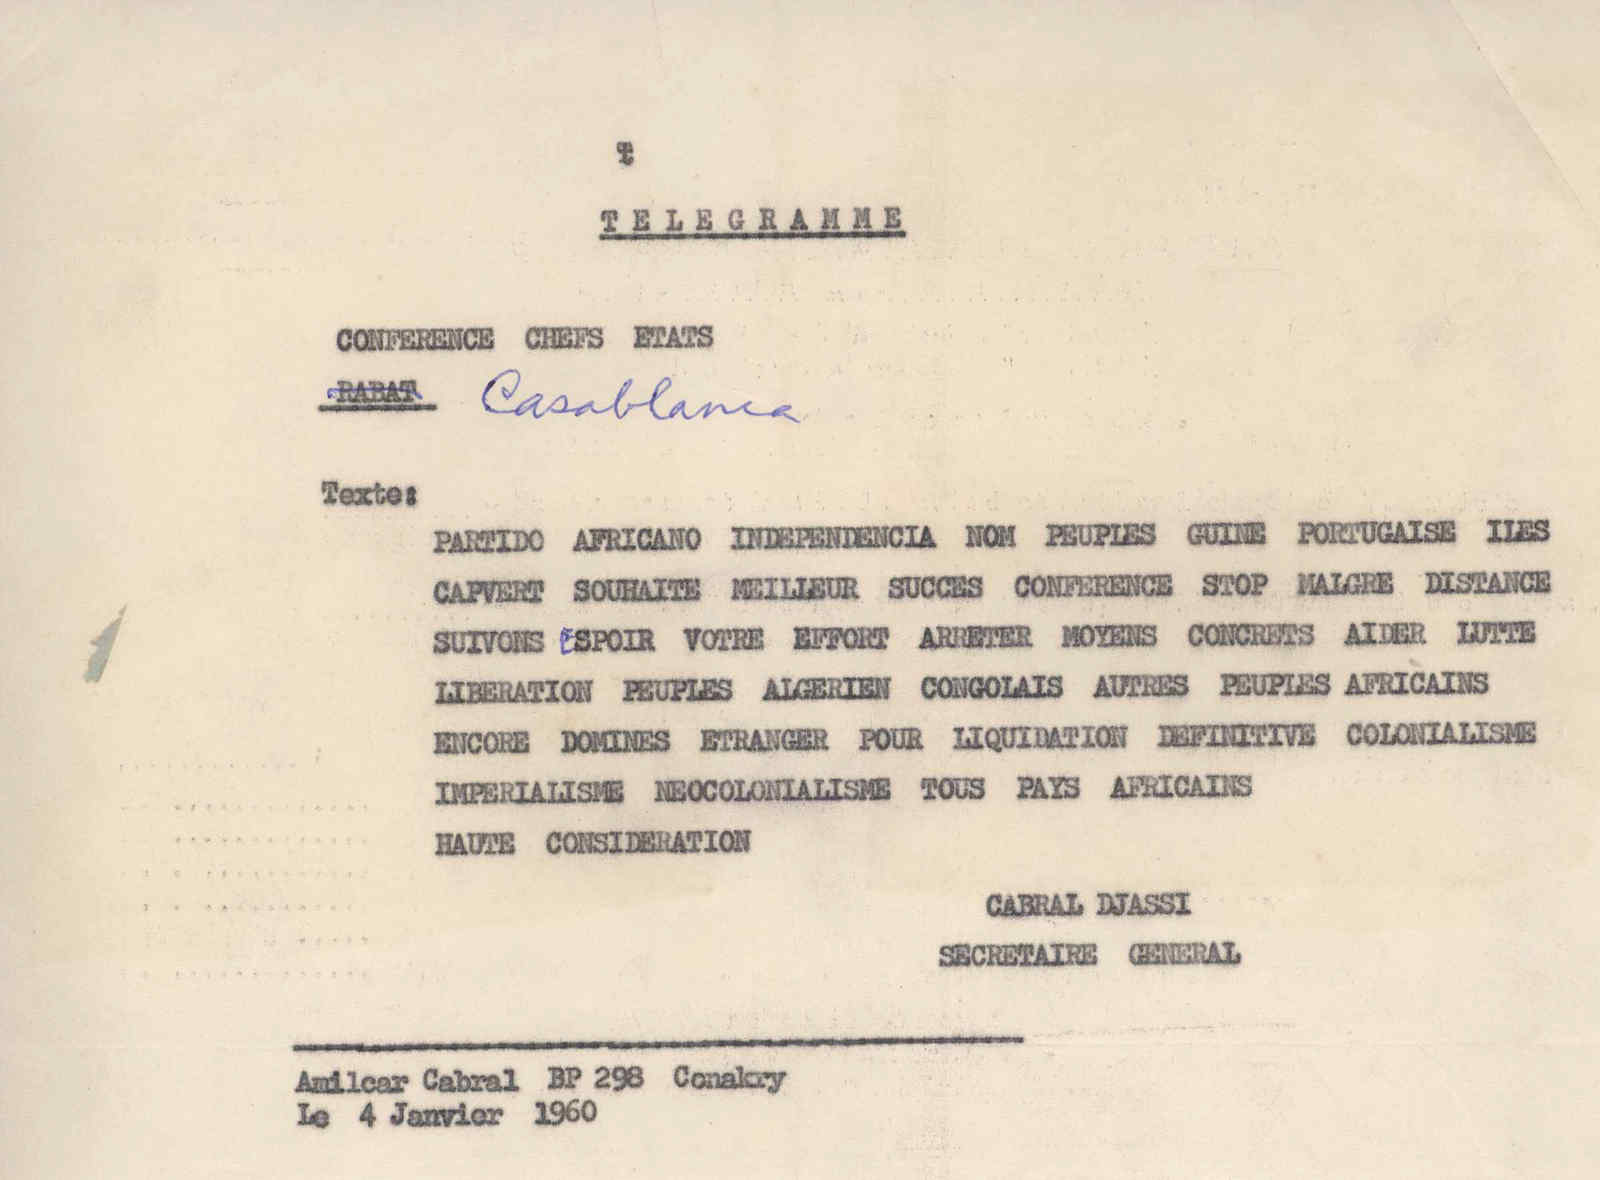 T
TELEGRAMME
CONFERENCE CHEFS ETATS
RABAT Casablanca
Texte:
PARTIDO AFRICANO INDEPENDENCIA NOM PEUPLES GUINE PORTUGAISE ILES
CAPVERT SOUHAITE MEILLEUR SUCCES CONFERENCE STOP MALGRE DISTANCE
SUIVONS ESPOIR VOTRE EFFORT ARRETER MOYENS CONCRETS AIDER LUTTE
LIBERATION PEUPLES ALGERIEN CONGOLAIS AUTRES PEUPLES AFRICAINS
ENCORE DOMINES ETRANGER POUR LIQUIDATION DEFINITIVE COLONIALISME
IMPERIALISME NEOCOLONIALISME TOUS PAYS AFRICAINS
HAUTE CONSIDERATION
CABRAL DJASSI
SECRETAIRE GENERAL
Amilcar Cabral BP 298 Conakry
Le 4 Janvier 1960